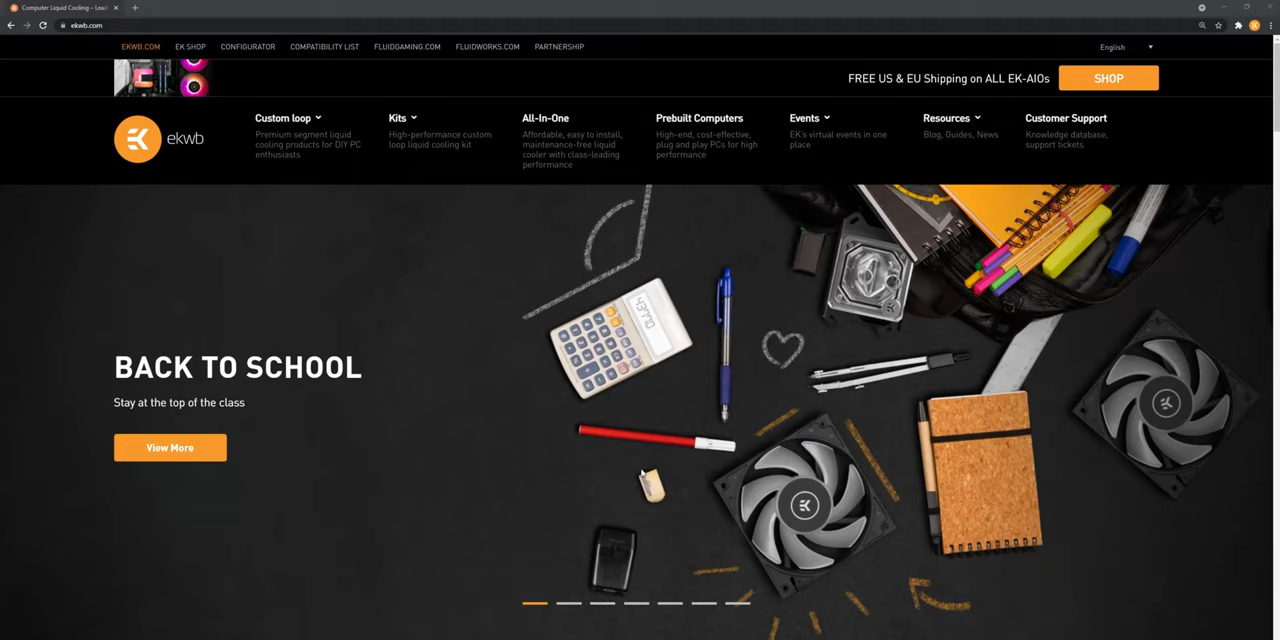 Computer Liquid Cooling – Lead
ekwb.com
EKWB.COM EK SHOP CONFIGURATOR COMPATIBILITY LIST FLUIDGAMING.COM FLUIDWORKS.COM PARTNERSHIP English
FREE US & EU Shipping on ALL EK-AIOs SHOP
ekwb
Custom loop
Premium segment liquid
cooling products for DIY PC
enthusiasts
Kits
High-performance custom
loop liquid cooling kit
All-In-One
Affordable, easy to install,
maintenance-free liquid
cooler with class-leading
performance
Prebuilt Computers
High-end, cost-effective,
plug and play PCs for high
performance
Events
EK's virtual events in one
place
Resources
Blog, Guides, News
Customer Support
Knowledge database,
support tickets
BACK TO SCHOOL
Stay at the top of the class
View More